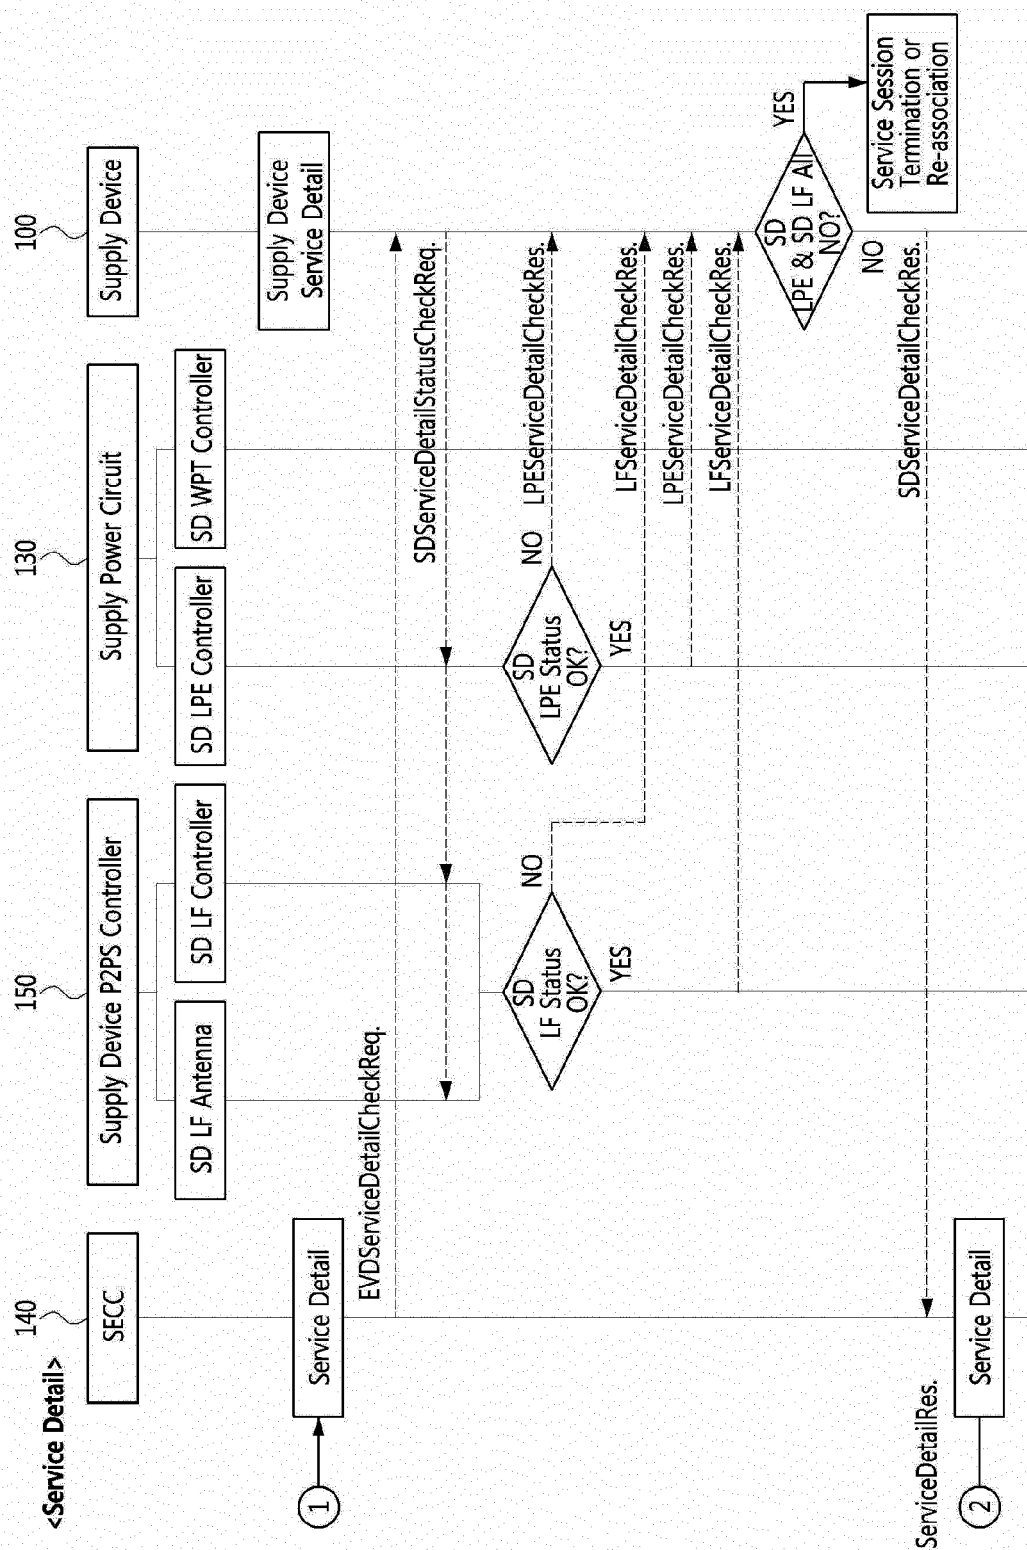 <Service Detail>
140
150
130
100
SECC
Supply Device P2PS Controller
Supply Power Circuit
Supply Device
SD LF Antenna
SD LF Controller
SD LPE Controller
SD WPT Controller
Supply Device
Service Detail
1
Service Detail
EVDServiceDetailCheckReq.
SDServiceDetailStatusCheckReq.
SD
LF Status
OK?
NO
YES
SD
LPE Status
OK?
NO
YES
LPEServiceDetailCheckRes.
LFServiceDetailCheckRes.
LPEServiceDetailCheckRes.
LFServiceDetailCheckRes.
SD
LPE & SD LF All
NO?
YES
NO
Service Session
Termination or
Re-association
SDServiceDetailCheckRes.
ServiceDetailRes.
2
Service Detail